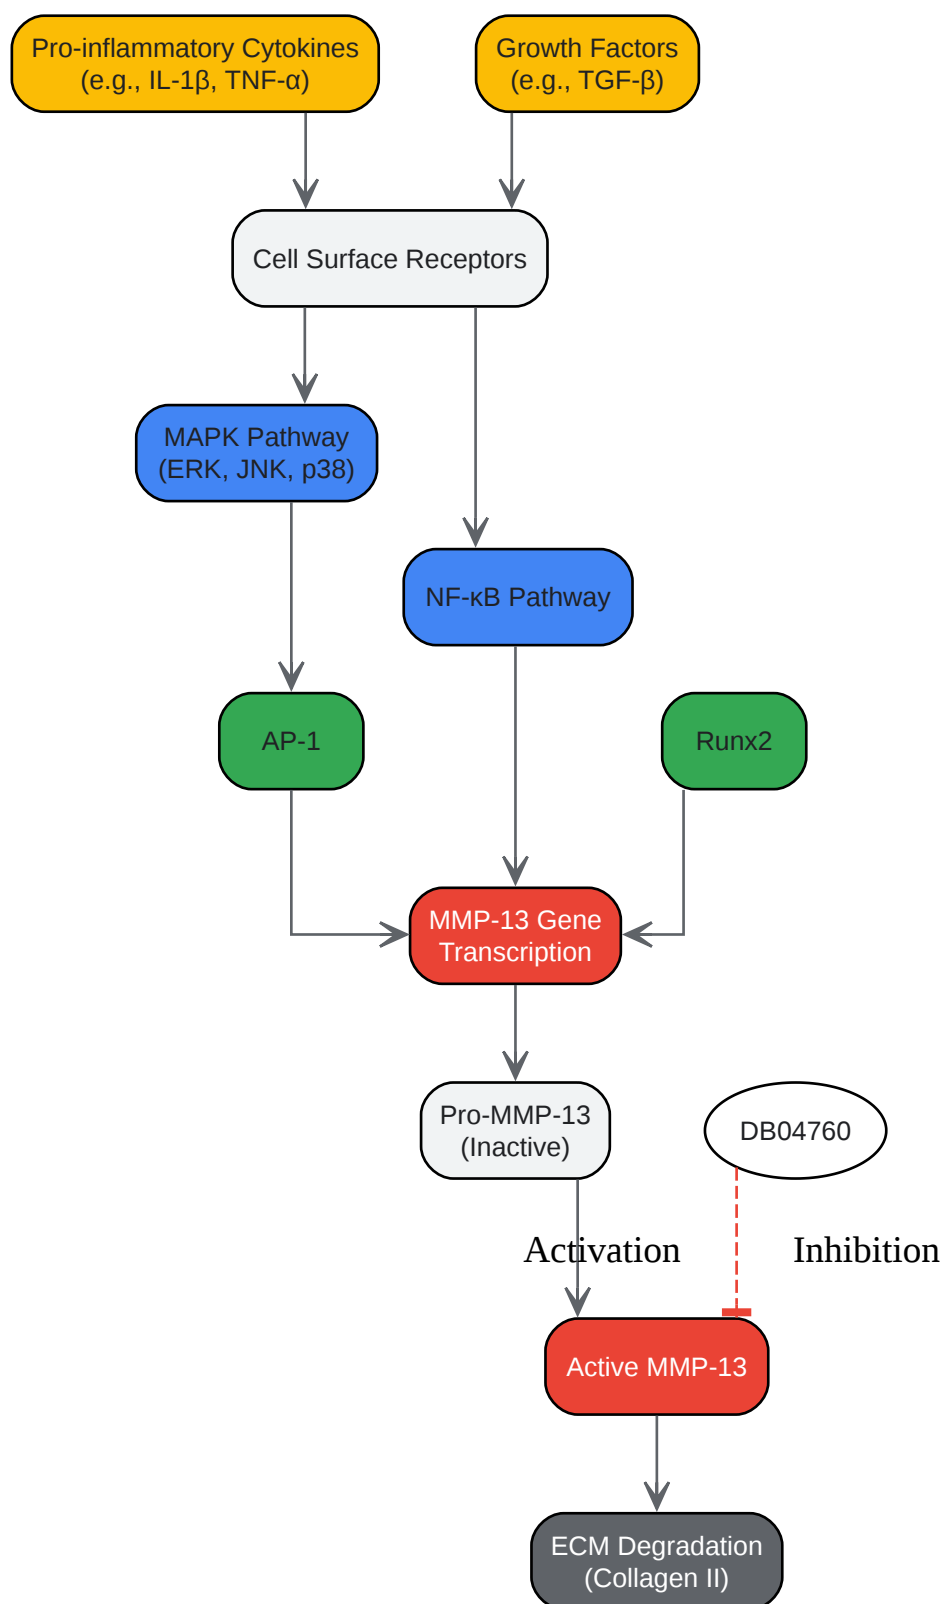 Pro-inflammatory Cytokines
(e.g., IL-1β, TNF-α)
Growth Factors
(e.g., TGF-β)
Cell Surface Receptors
MAPK Pathway
(ERK, JNK, p38)
NF-κB Pathway
AP-1
Runx2
MMP-13 Gene
Transcription
Pro-MMP-13
(Inactive)
DB04760
Activation
Inhibition
Active MMP-13
ECM Degradation
(Collagen II)